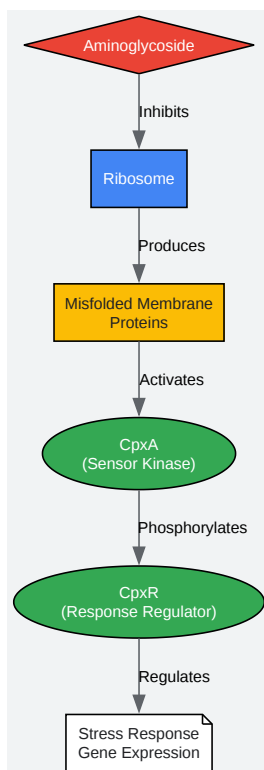 Aminoglycoside
Inhibits
Ribosome
Produces
Misfolded Membrane
Proteins
Activates
CpxA
(Sensor Kinase)
Phosphorylates
CpxR
(Response Regulator)
Regulates
Stress Response
Gene Expression